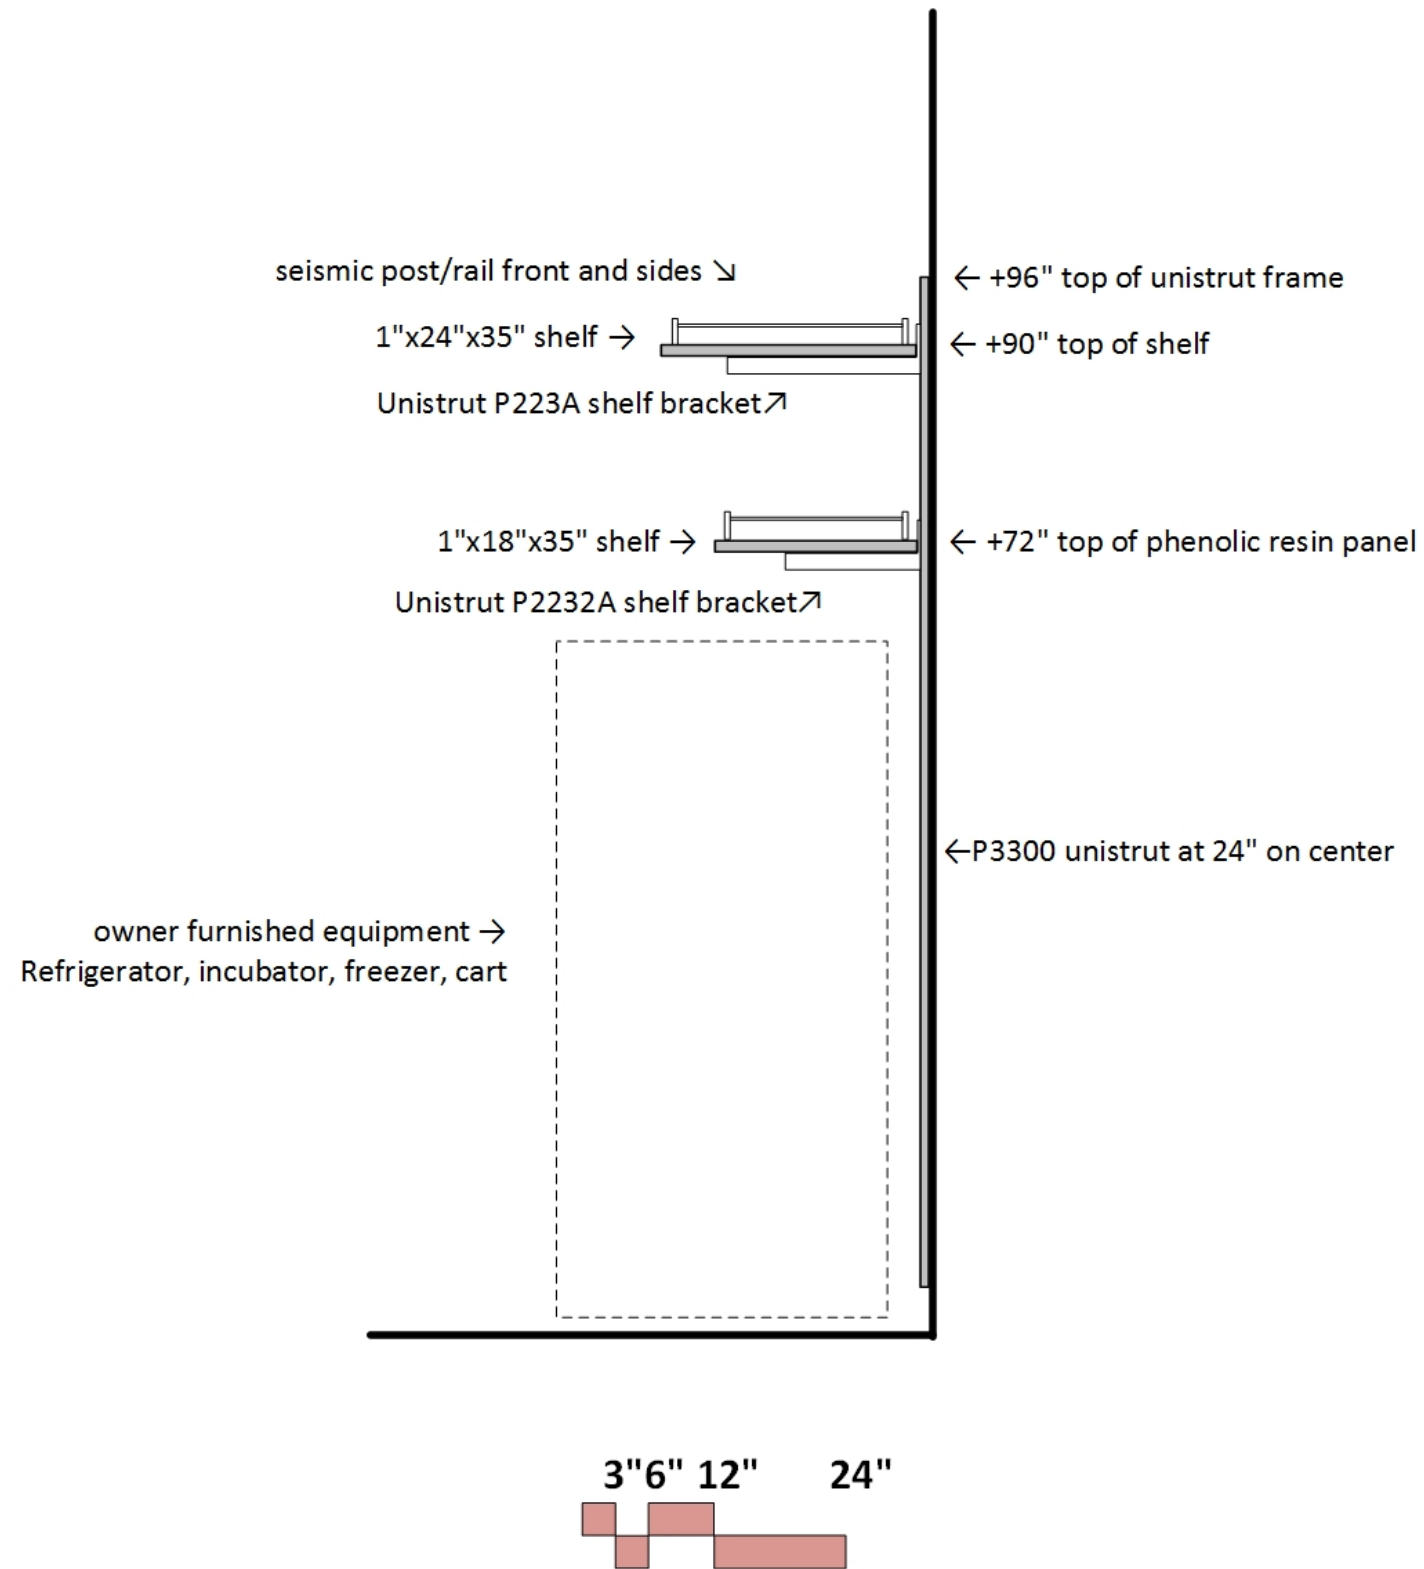 seismic post/rail front and sides ↘
← +96" top of unistrut frame
1"x24"x35" shelf →
← +90" top of shelf
Unistrut P223A shelf bracket↗
1"x18"x35" shelf →
← +72" top of phenolic resin panel
Unistrut P2232A shelf bracket↗
←P3300 unistrut at 24" on center
owner furnished equipment →
Refrigerator, incubator, freezer, cart
3"6" 12" 24"